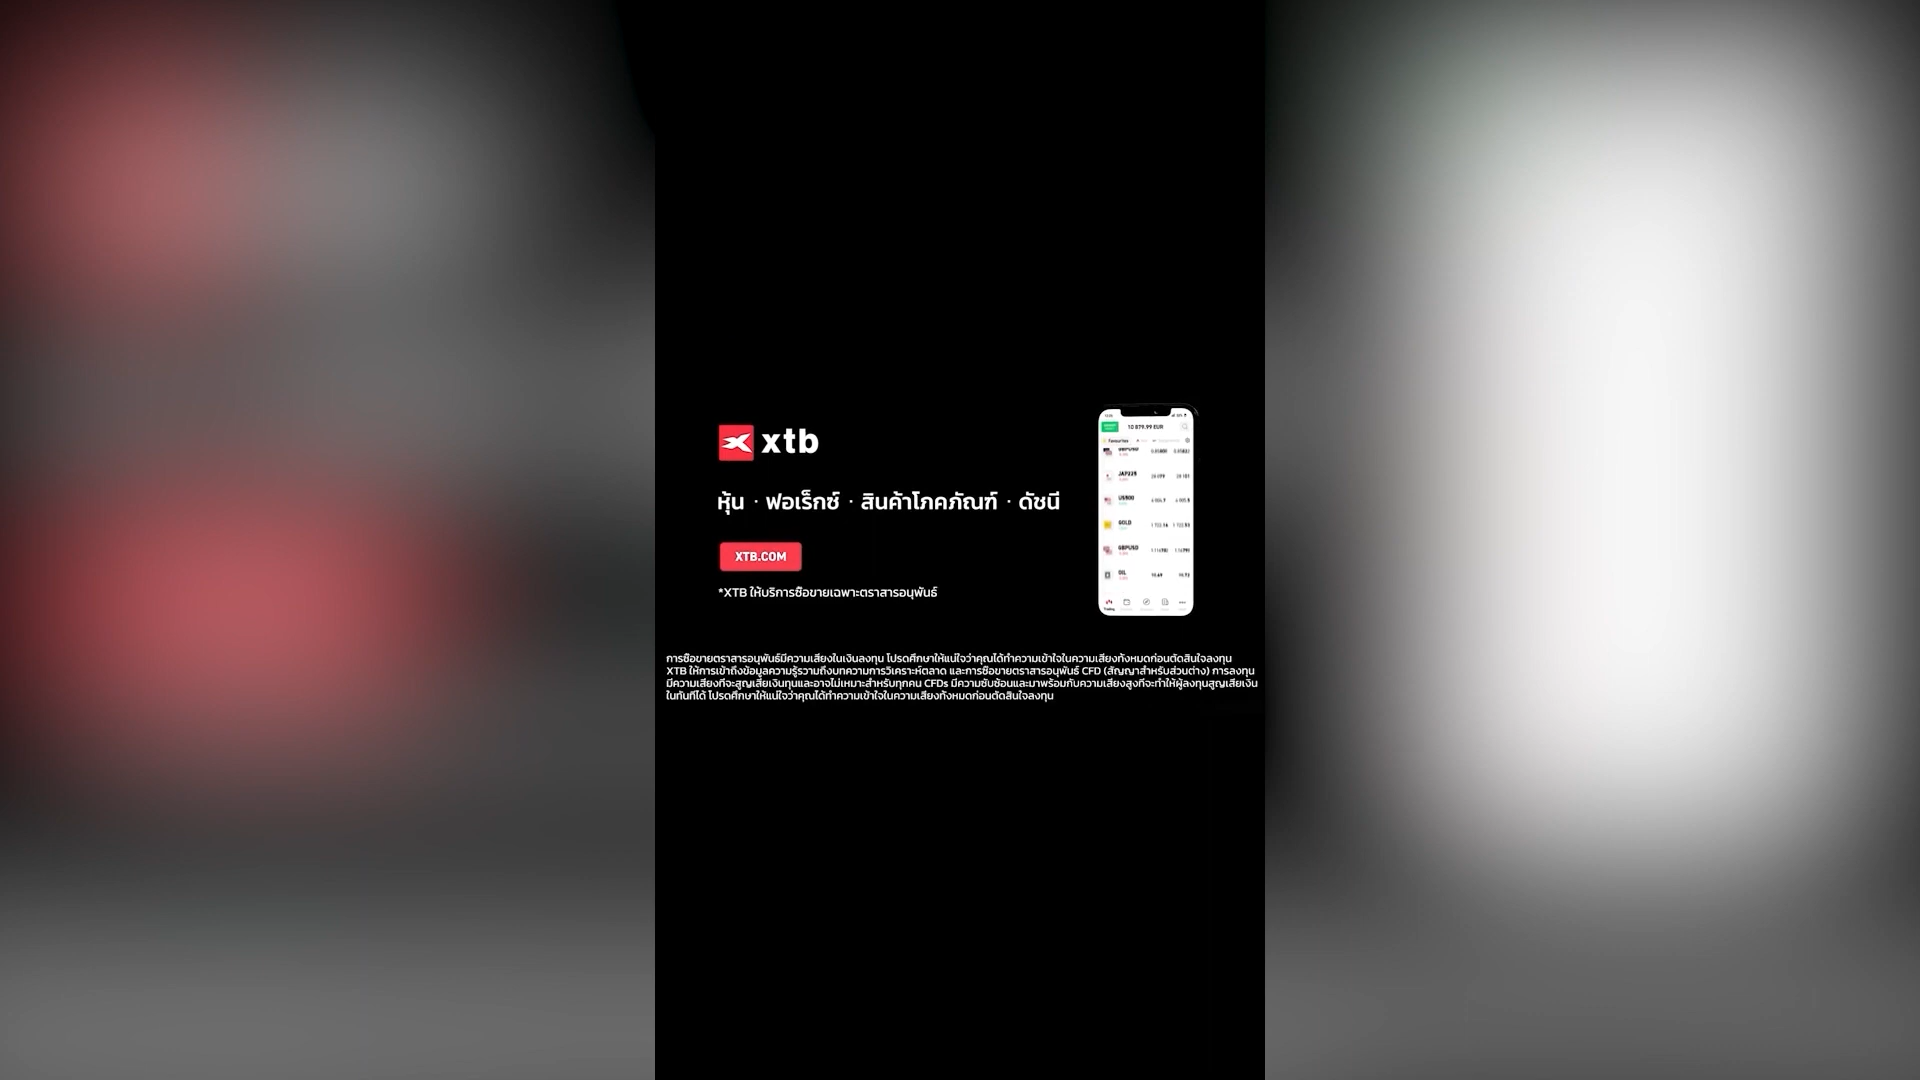 xtb
หุ้น · ฟอเร็กซ์ · สินค้าโภคภัณฑ์ · ดัชนี
XTB.COM
*XTB ให้บริการซื้อขายเฉพาะตราสารอนุพันธ์
10 879.99 EUR
Favourites
JAP225
US500
GOLD
GBPUSD
OIL
Trading
การซื้อขายตราสารอนุพันธ์มีความเสี่ยงในเงินลงทุน โปรดศึกษาให้แน่ใจว่าคุณได้ทำความเข้าใจในความเสี่ยงทั้งหมดก่อนตัดสินใจลงทุน
XTB ให้การเข้าถึงข้อมูลความรู้รวามถึงบทความการวิเคราะห์ตลาด และการซื้อขายตราสารอนุพันธ์ CFD (สัญญาสำหรับส่วนต่าง) การลงทุน
มีความเสี่ยงที่จะสูญเสียเงินทุนและอาจไม่เหมาะสำหรับทุกคน CFDs มีความซับซ้อนและมาพร้อมกับความเสี่ยงสูงที่จะทำให้ผู้ลงทุนสูญเสียเงิน
ในทันทีได้ โปรดศึกษาให้แน่ใจว่าคุณได้ทำความเข้าใจในความเสี่ยงทั้งหมดก่อนตัดสินใจลงทุน